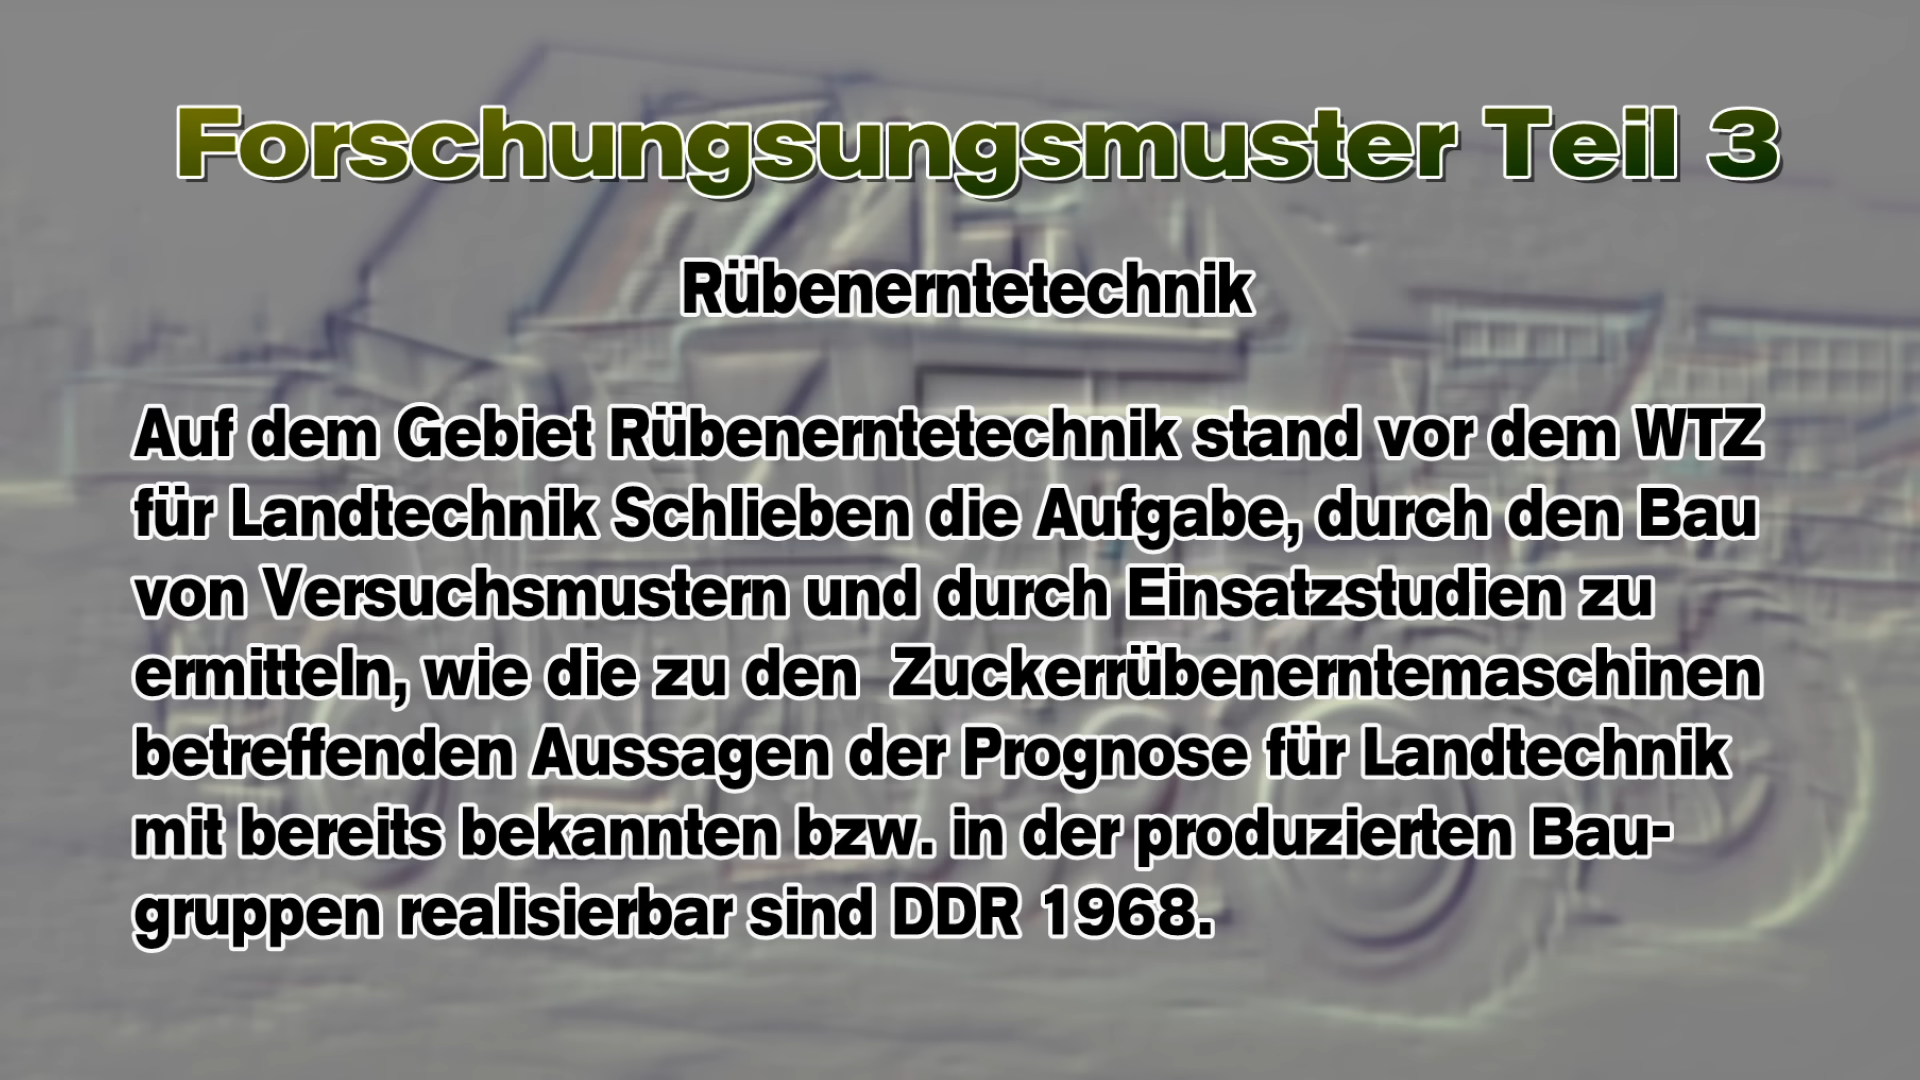 Forschungsungsmuster Teil 3
Rübenerntetechnik
Auf dem Gebiet Rübenerntetechnik stand vor dem WTZ
für Landtechnik Schlieben die Aufgabe, durch den Bau
von Versuchsmustern und durch Einsatzstudien zu
ermitteln, wie die zu den  Zuckerrübenerntemaschinen
betreffenden Aussagen der Prognose für Landtechnik
mit bereits bekannten bzw. in der produzierten Bau-
gruppen realisierbar sind DDR 1968.